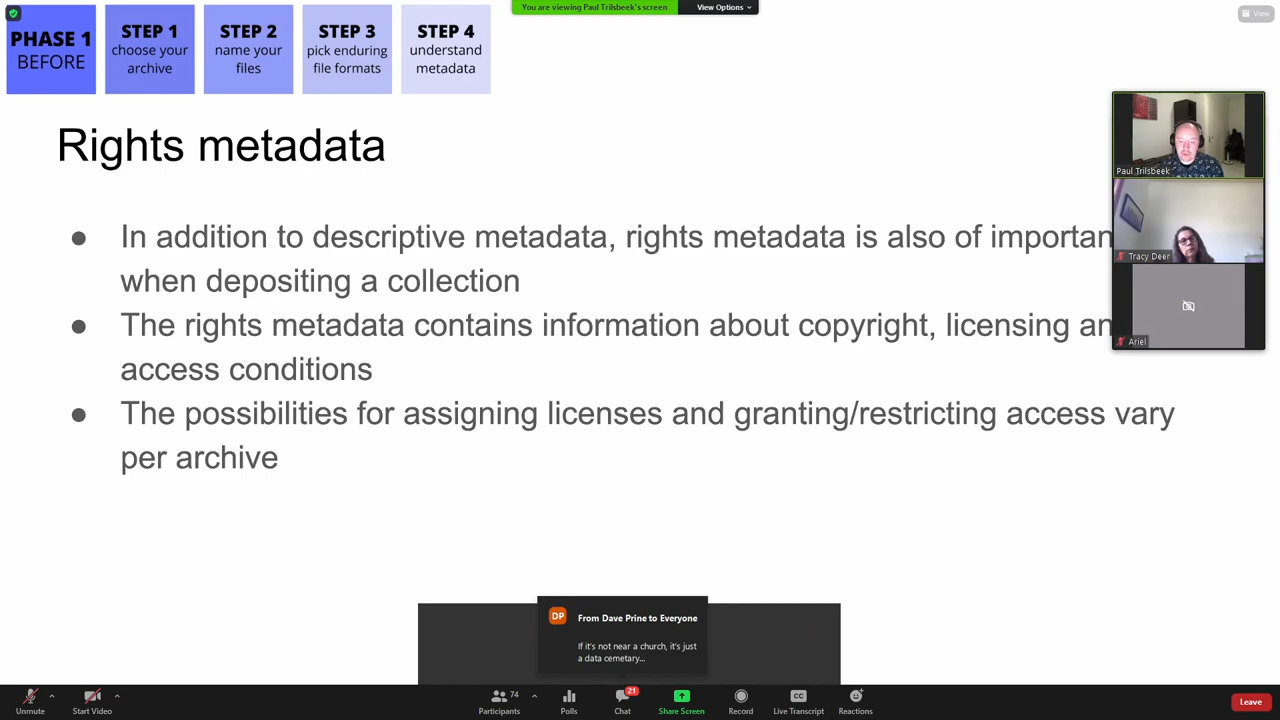 You are viewing Paul Trilsbeek's screen
View Options
View
PHASE 1
BEFORE
STEP 1
choose your
archive
STEP 2
name your
files
STEP 3
pick enduring
file formats
STEP 4
understand
metadata
Rights metadata
● In addition to descriptive metadata, rights metadata is also of importan
when depositing a collection
● The rights metadata contains information about copyright, licensing an
access conditions
● The possibilities for assigning licenses and granting/restricting access vary
per archive
Paul Trilsbeek
Tracy Deer
Ariel
DP
From Dave Prine to Everyone
If it's not near a church, it's just
a data cemetary...
Unmute
Start Video
74
Participants
Polls
21
Chat
Share Screen
Record
CC
Live Transcript
Reactions
Leave